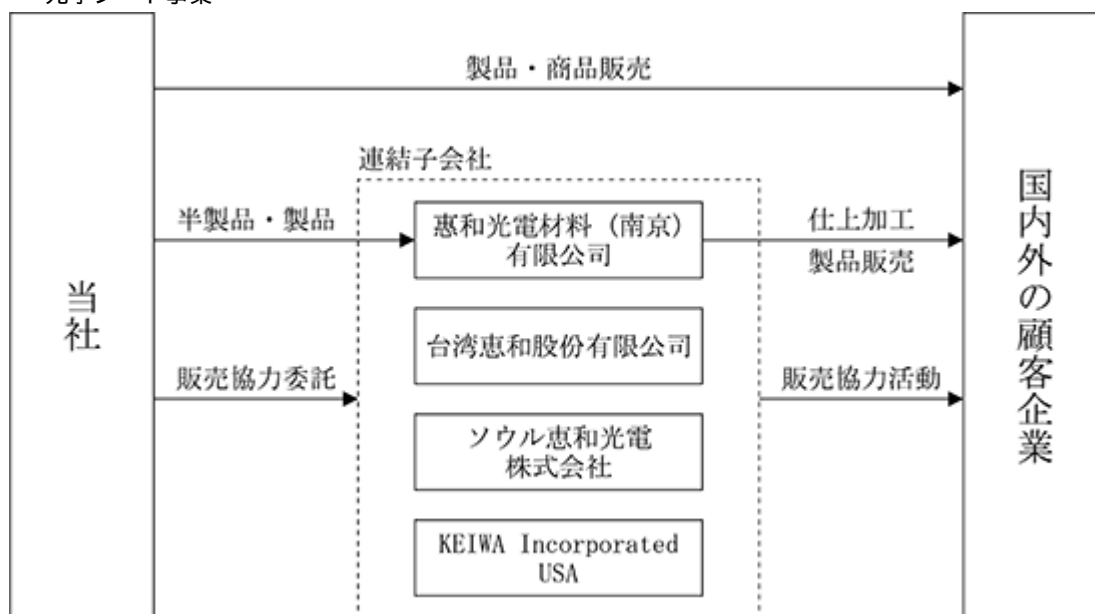 光学シート事業
製品・商品販売
連結子会社
半製品・製品
惠和光電材料（南京）
有限公司
仕上加工
製品販売
当社
国内外の顧客企業
台湾恵和股份有限公司
販売協力委託
販売協力活動
ソウル恵和光電
株式会社
KEIWA Incorporated
USA